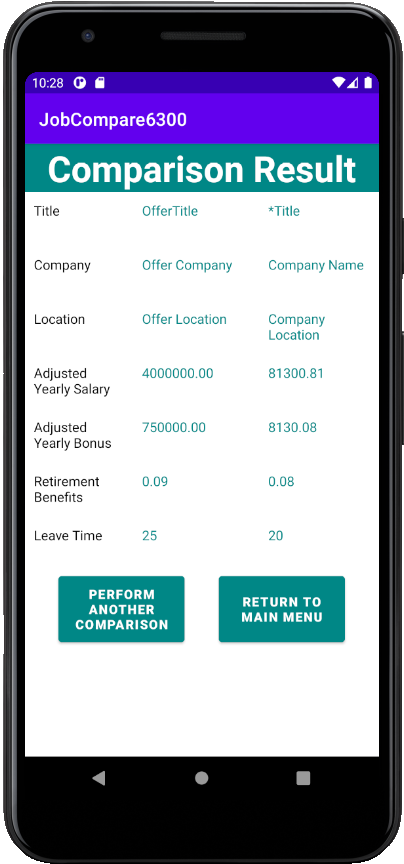 10:28
JobCompare6300
Comparison Result
Title OfferTitle *Title
Company Offer Company Company Name
Location Offer Location Company
Location
Adjusted 4000000.00 81300.81
Yearly Salary
Adjusted 750000.00 8130.08
Yearly Bonus
Retirement 0.09 0.08
Benefits
Leave Time 25 20
PERFORM
ANOTHER
COMPARISON
RETURN TO
MAIN MENU